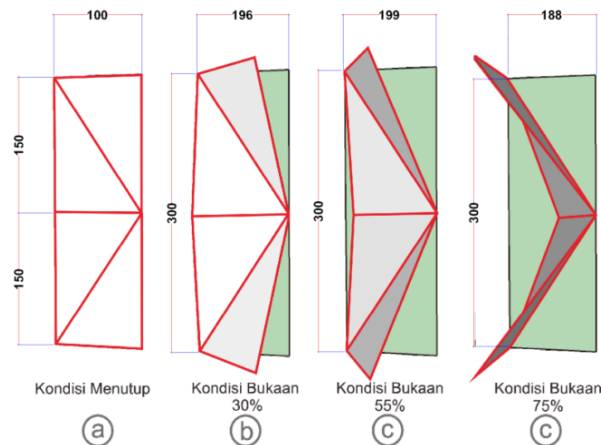 100
196
199
188
150
150
300
300
300
Kondisi Menutup
Kondisi Bukaan
30%
Kondisi Bukaan
55%
Kondisi Bukaan
75%
a
b
c
c